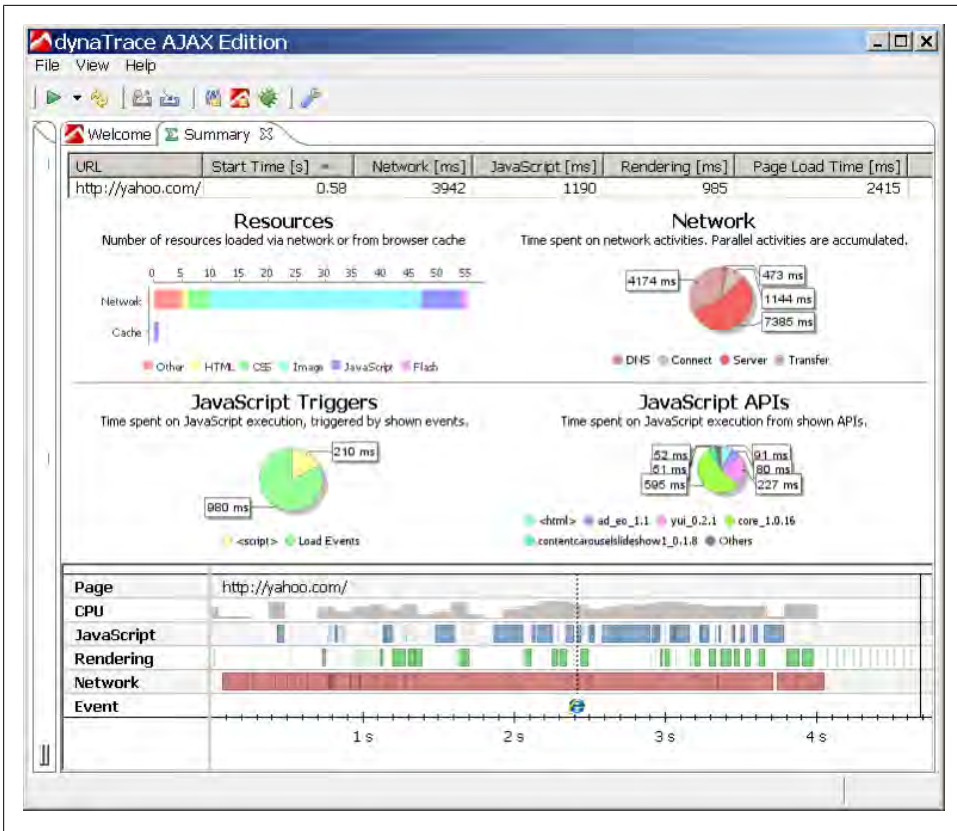 dynaTrace AJAX Edition
File View Help
Welcome Σ Summary
URL Start Time [s] Network [ms] JavaScript [ms] Rendering [ms] Page Load Time [ms]
http://yahoo.com/ 0.58 3942 1190 985 2415
Resources
Number of resources loaded via network or from browser cache
0 5 10 15 20 25 30 35 40 45 50 55
Network
Cache
Other HTML CSS Image JavaScript Flash
Network
Time spent on network activities. Parallel activities are accumulated.
4174 ms
473 ms
1144 ms
7385 ms
DNS Connect Server Transfer
JavaScript Triggers
Time spent on JavaScript execution, triggered by shown events.
210 ms
980 ms
<script> Load Events
JavaScript APIs
Time spent on JavaScript execution from shown APIs.
52 ms
51 ms
595 ms
91 ms
80 ms
227 ms
<html> ad_eo_1.1 yui_0.2.1 core_1.0.16
contentcarouselslideshow1_0.1.8 Others
Page http://yahoo.com/
CPU
JavaScript
Rendering
Network
Event
1 s 2 s 3 s 4 s